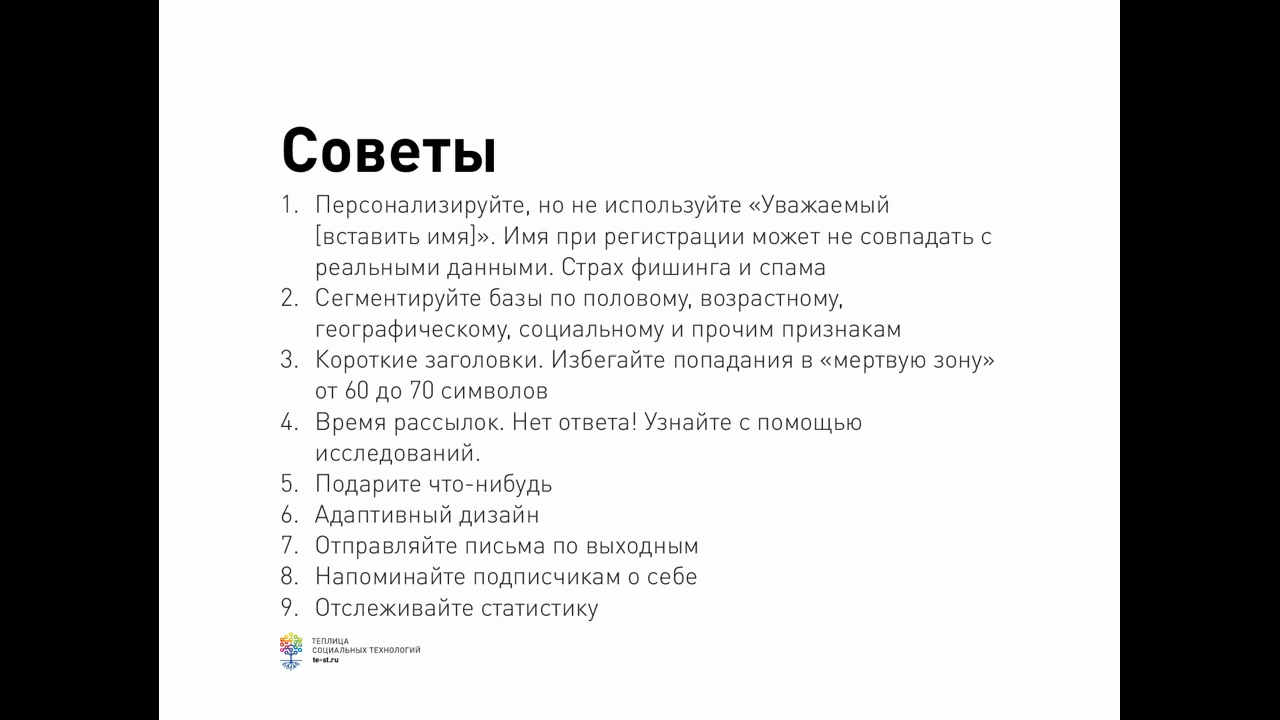 Советы
1. Персонализируйте, но не используйте «Уважаемый
[вставить имя]». Имя при регистрации может не совпадать с
реальными данными. Страх фишинга и спама
2. Сегментируйте базы по половому, возрастному,
географическому, социальному и прочим признакам
3. Короткие заголовки. Избегайте попадания в «мертвую зону»
от 60 до 70 символов
4. Время рассылок. Нет ответа! Узнайте с помощью
исследований.
5. Подарите что-нибудь
6. Адаптивный дизайн
7. Отправляйте письма по выходным
8. Напоминайте подписчикам о себе
9. Отслеживайте статистику
ТЕПЛИЦА
СОЦИАЛЬНЫХ ТЕХНОЛОГИЙ
te-st.ru